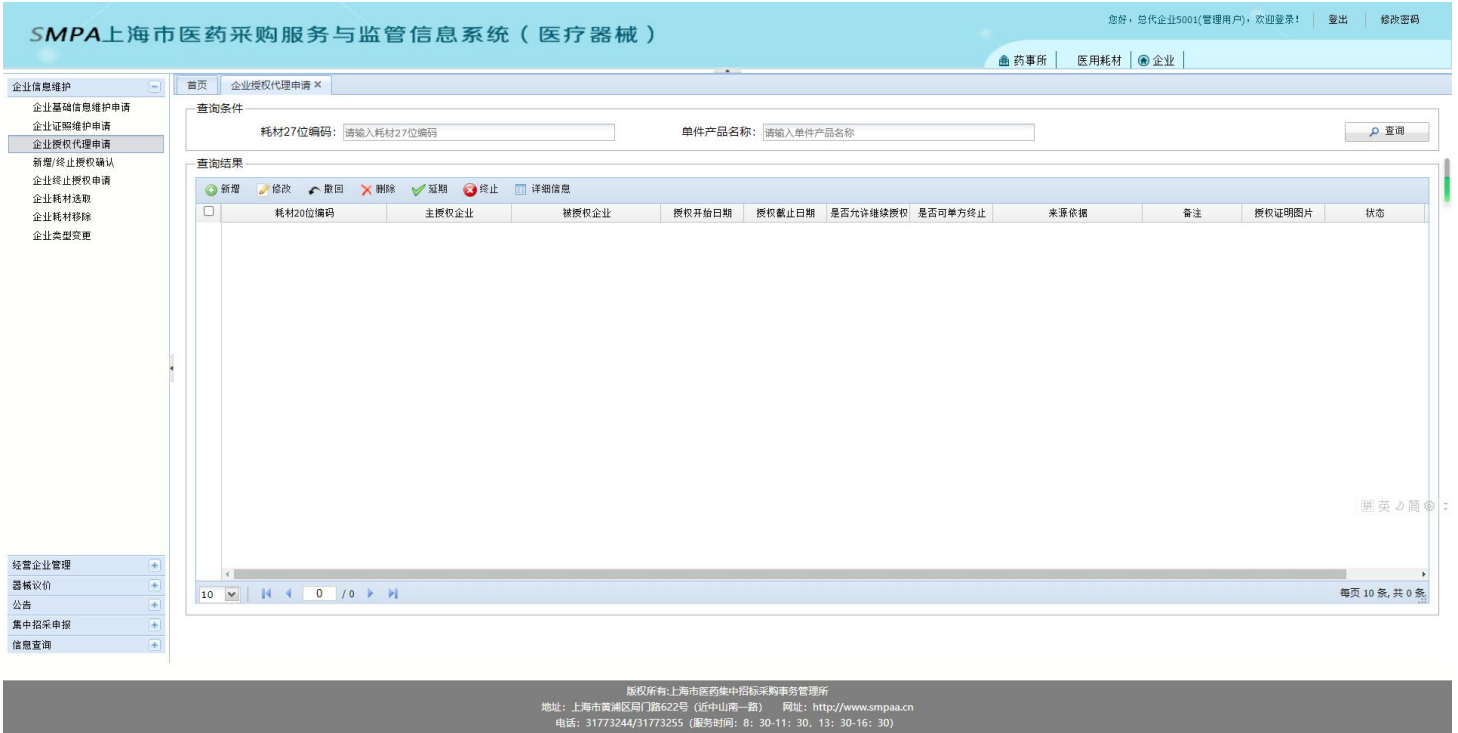 SMPA上海市医药采购服务与监管信息系统（医疗器械）
您好，总代企业5001(管理用户)，欢迎登录！ 登出 修改密码
药事所 医用耗材 企业
企业信息维护
企业基础信息维护申请
企业证照维护申请
企业授权代理申请
新增/终止授权确认
企业终止授权申请
企业耗材选取
企业耗材移除
企业类型变更
经营企业管理
器械议价
公告
集中招采申报
信息查询
首页 企业授权代理申请
查询条件
耗材27位编码： 请输入耗材27位编码 单件产品名称： 请输入单件产品名称 查询
查询结果
新增 修改 撤回 删除 延期 终止 详细信息
耗材20位编码 主授权企业 被授权企业 授权开始日期 授权截止日期 是否允许继续授权 是否可单方终止 来源依据 备注 授权证明图片 状态
拼 英 简
10 0 / 0 每页 10 条, 共 0 条
版权所有:上海市医药集中招标采购事务管理所
地址：上海市黄浦区局门路622号（近中山南一路） 网址：http://www.smpaa.cn
电话：31773244/31773255（服务时间：8：30-11：30，13：30-16：30）